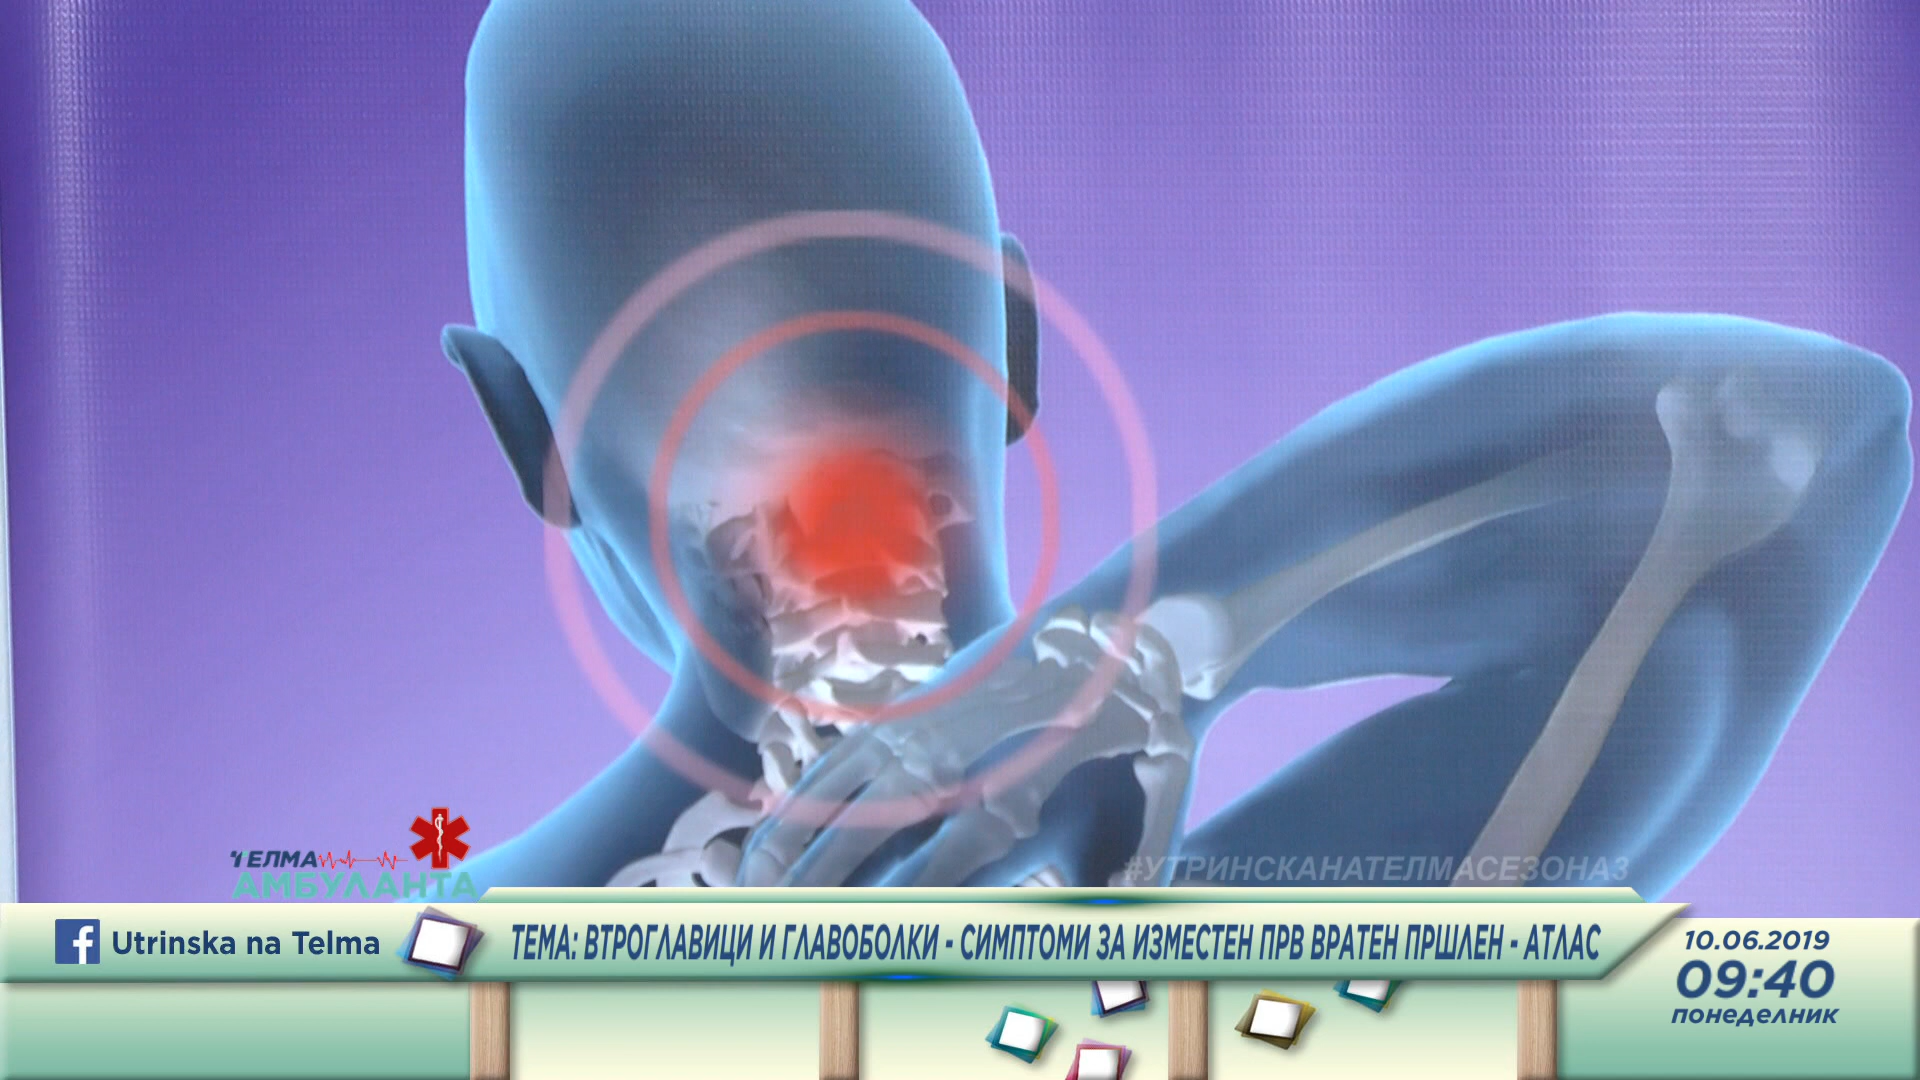 ТЕЛМА
АМБУЛАНТА
#УТРИНСКАНАТЕЛМАСЕЗОНА3
Utrinska na Telma
ТЕМА: ВТРОГЛАВИЦИ И ГЛАВОБОЛКИ - СИМПТОМИ ЗА ИЗМЕСТЕН ПРВ ВРАТЕН ПРШЛЕН - АТЛАС
10.06.2019
09:40
понеделник